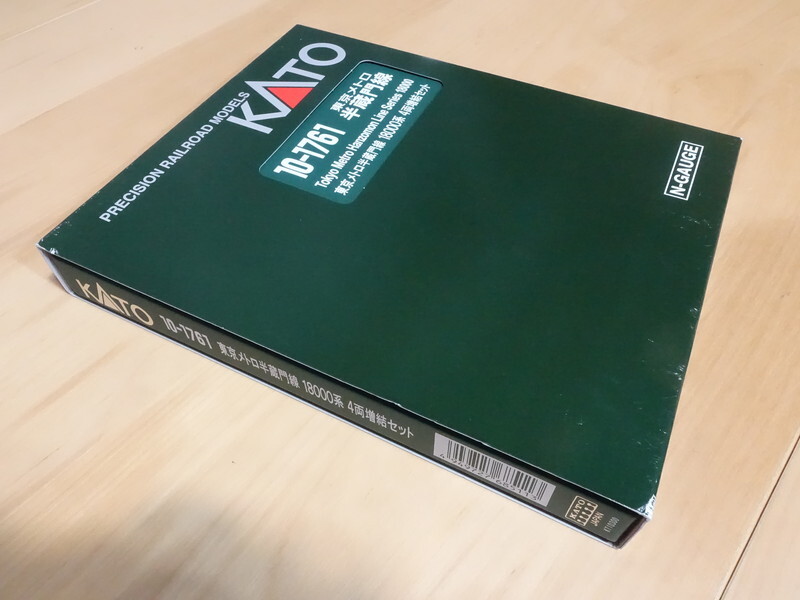 PRECISION RAILROAD MODELS
KATO
10-1761
東京メトロ
半蔵門線
Tokyo Metro Hanzomon Line Series 18000
東京メトロ半蔵門線 18000系 4両増結セット
N-GAUGE
KATO 10-1761 東京メトロ半蔵門線 18000系 4両増結セット
KATO
JAPAN